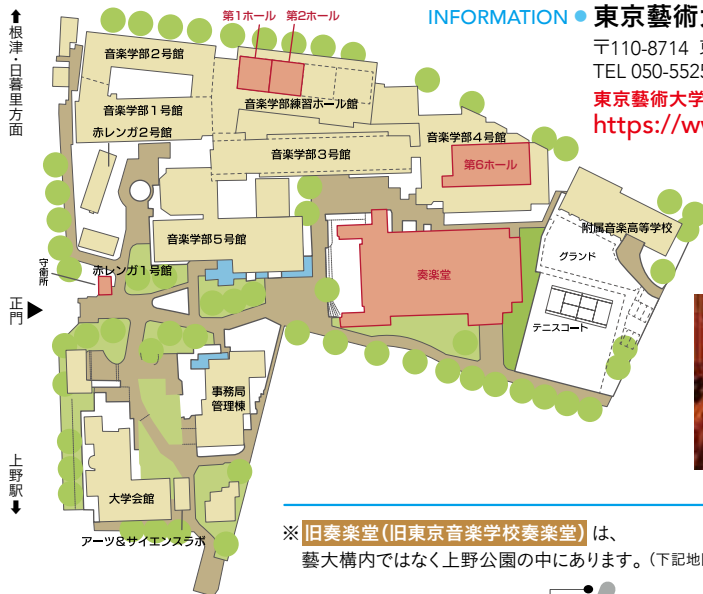 ↑根津・日暮里方面
第1ホール
第2ホール
音楽学部2号館
音楽学部練習ホール館
音楽学部1号館
赤レンガ2号館
音楽学部3号館
音楽学部4号館
第6ホール
音楽学部5号館
附属音楽高等学校
グランド
テニスコート
奏楽堂
守衛所
赤レンガ1号館
正門▶
事務局
管理棟
大学会館
アーツ&サイエンスラボ
上野駅↓
INFORMATION ● 東京藝術
〒110-8714
TEL 050-5525
東京藝術大学
https://w
※旧奏楽堂(旧東京音楽学校奏楽堂)は、
藝大構内ではなく上野公園の中にあります。(下記地